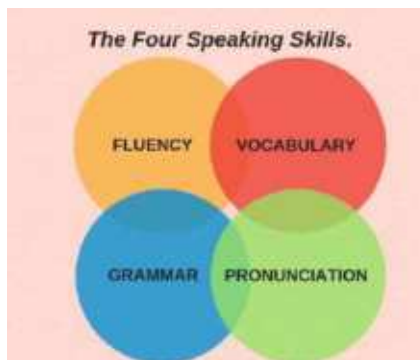 The Four Speaking Skills.
FLUENCY VOCABULARY
GRAMMAR PRONUNCIATION